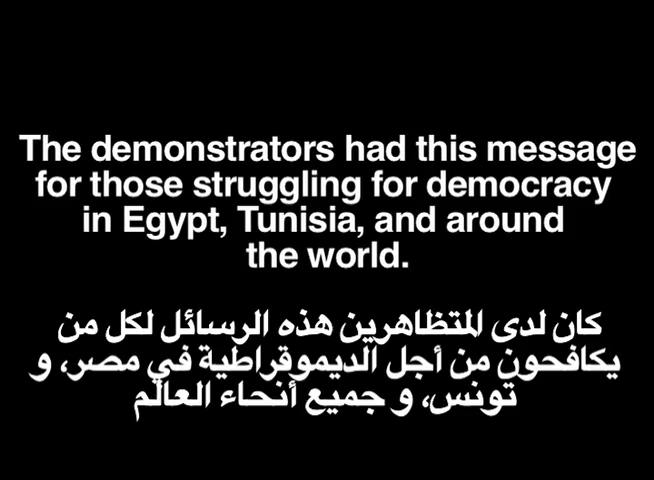 The demonstrators had this message
for those struggling for democracy
in Egypt, Tunisia, and around
the world.
كان لدى المتظاهرين هذه الرسائل لكل من
يكافحون من أجل الديموقراطية في مصر، و
تونس، و جميع أنحاء العالم